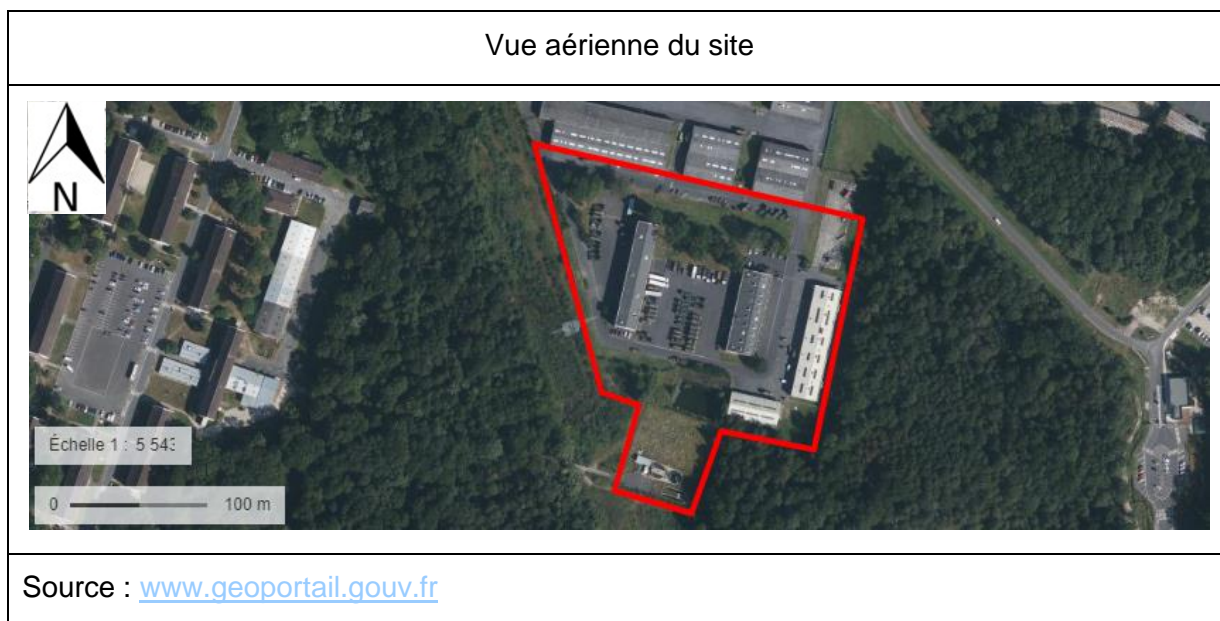 Vue aérienne du site
N
Échelle 1 : 5 543
0 100 m
Source : www.geoportail.gouv.fr